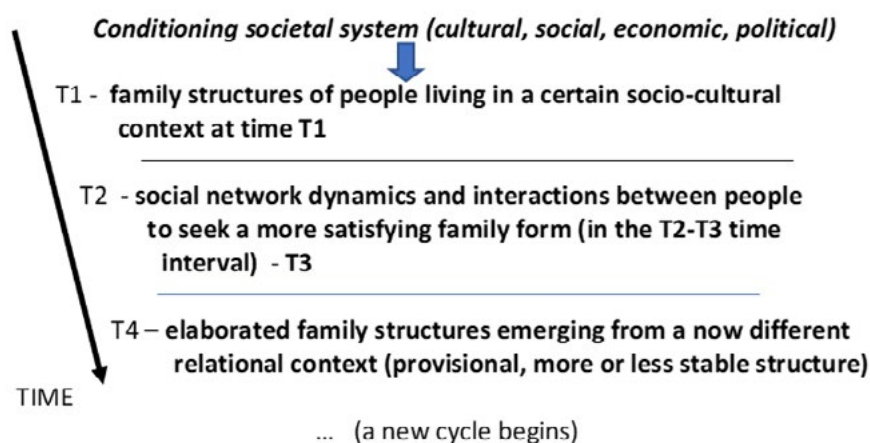 Conditioning societal system (cultural, social, economic, political)
T1 - family structures of people living in a certain socio-cultural
context at time T1
T2 - social network dynamics and interactions between people
to seek a more satisfying family form (in the T2-T3 time
interval) - T3
T4 – elaborated family structures emerging from a now different
relational context (provisional, more or less stable structure)
TIME
... (a new cycle begins)